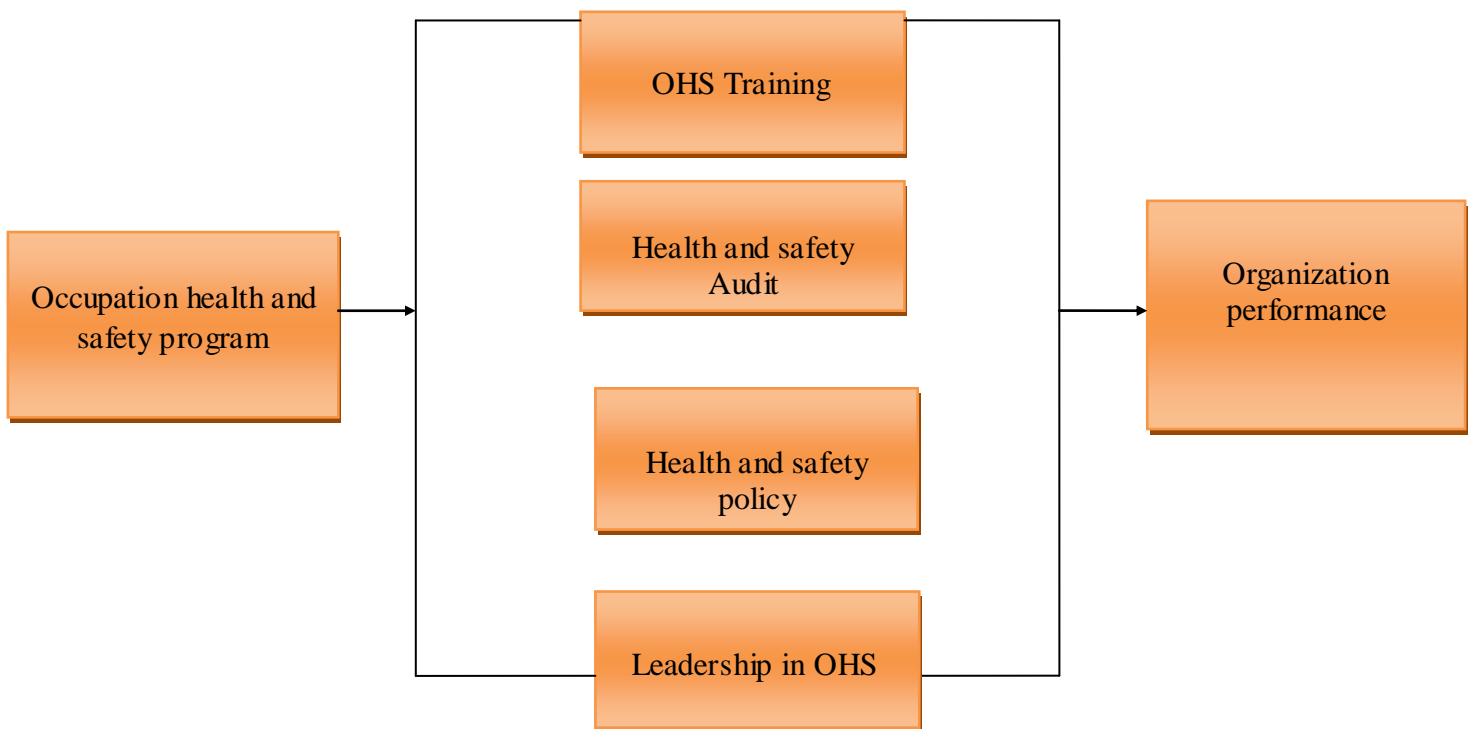 OHS Training
Health and safety
Audit
Occupation health and
safety program
Organization
performance
Health and safety
policy
Leadership in OHS